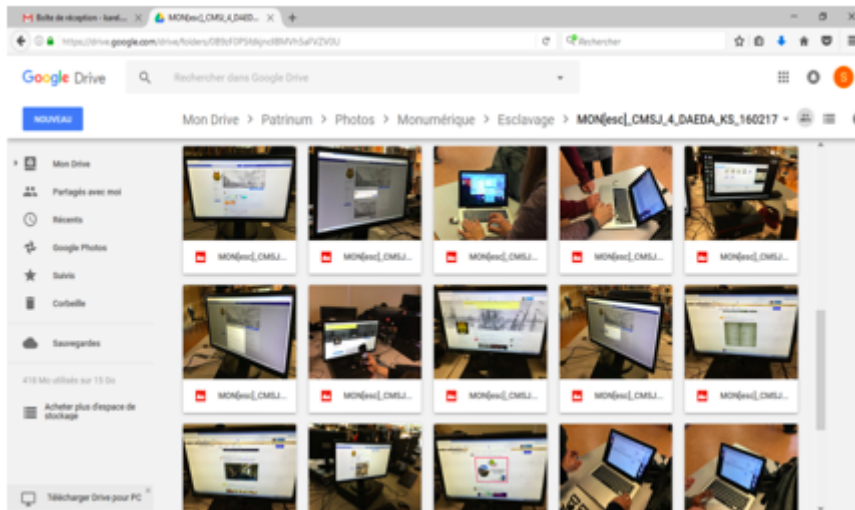 Boîte de réception - karel...
MON[esc]_CMSJ_4_DAED...
https://drive.google.com/drive/folders/
Rechercher
Google Drive
Rechercher dans Google Drive
S
NOUVEAU
Mon Drive > Patrinum > Photos > Monumérique > Esclavage > MON[esc]_CMSJ_4_DAEDA_KS_160217
Mon Drive
Partagés avec moi
Récents
Google Photos
Suivis
Corbeille
Sauvegardes
418 Mo utilisés sur 15 Go
Acheter plus d'espace de
stockage
Télécharger Drive pour PC
MON[esc]_CMSJ... MON[esc]_CMSJ... MON[esc]_CMSJ... MON[esc]_CMSJ... MON[esc]_CMSJ...
MON[esc]_CMSJ... MON[esc]_CMSJ... MON[esc]_CMSJ... MON[esc]_CMSJ... MON[esc]_CMSJ...